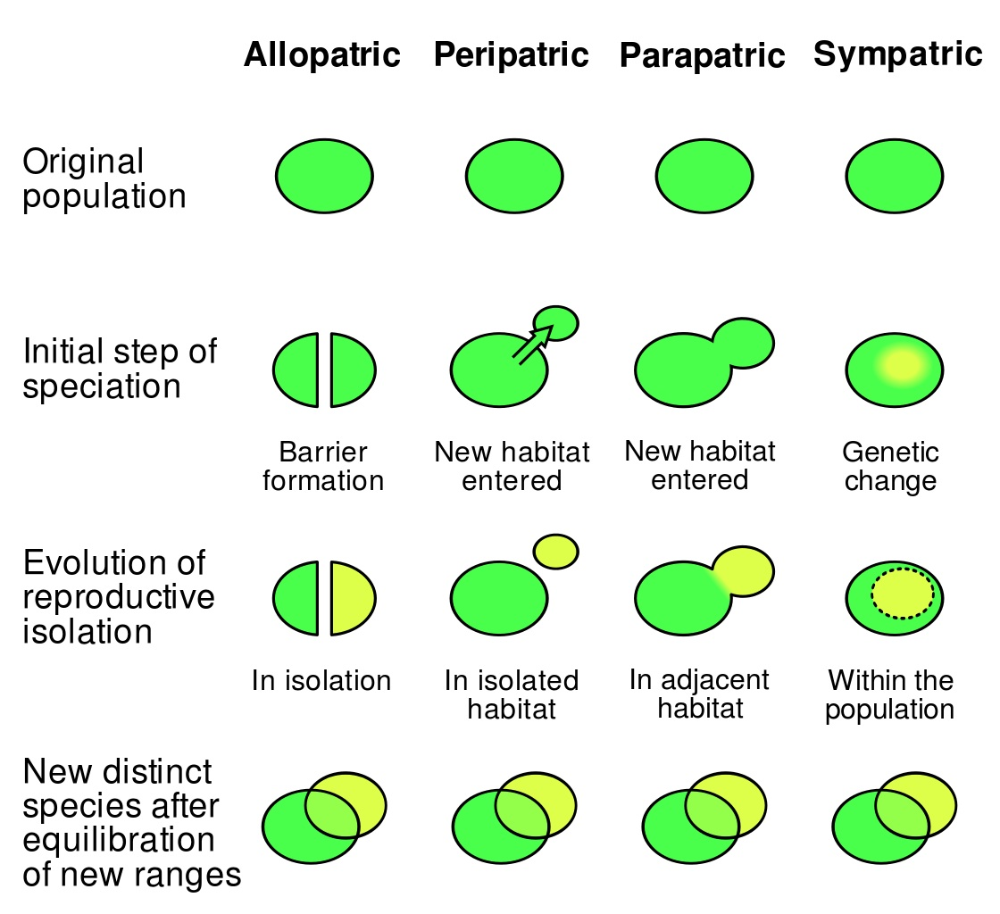 Allopatric Peripatric Parapatric Sympatric
Original
population
Initial step of
speciation
Barrier
formation
New habitat
entered
New habitat
entered
Genetic
change
Evolution of
reproductive
isolation
In isolation
In isolated
habitat
In adjacent
habitat
Within the
population
New distinct
species after
equilibration
of new ranges